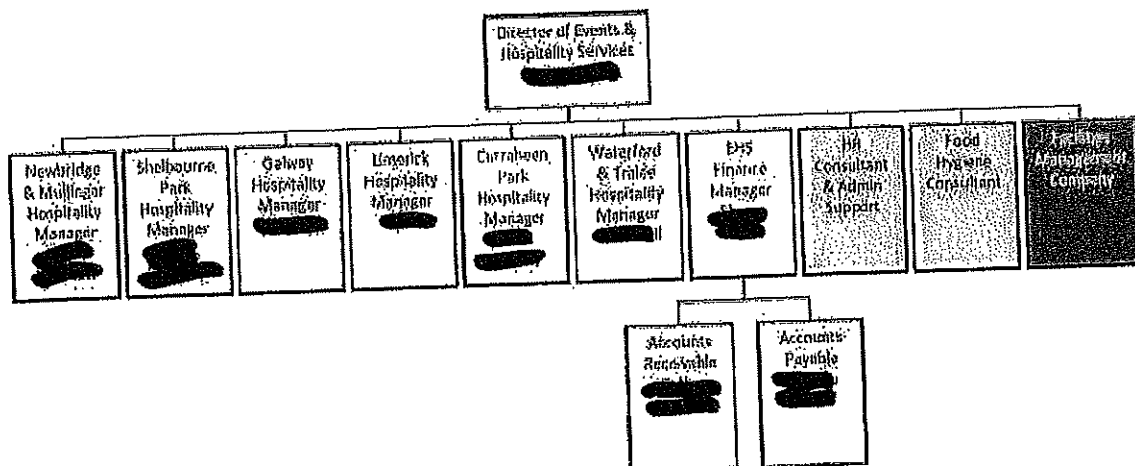 Director of Events &
Hospitality Services
Newbridge
& Mullingar
Hospitality
Manager
Shelbourne
Park
Hospitality
Manager
Galway
Hospitality
Manager
Limerick
Hospitality
Manager
Curraheen
Park
Hospitality
Manager
Waterford
& Tralee
Hospitality
Manager
EHS
Finance
Manager
HR
Consultant
& Admin
Support
Food
Hygiene
Consultant
Management
Company
Accounts
Receivable
Accounts
Payable